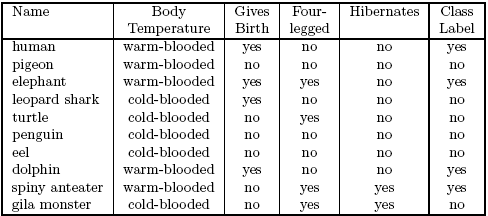 Name Body Gives Four- Hibernates Class
Temperature Birth legged Label
human warm-blooded yes no no yes
pigeon warm-blooded no no no no
elephant warm-blooded yes yes no yes
leopard shark cold-blooded yes no no no
turtle cold-blooded no yes no no
penguin cold-blooded no no no no
eel cold-blooded no no no no
dolphin warm-blooded yes no no yes
spiny anteater warm-blooded no yes yes yes
gila monster cold-blooded no yes yes no